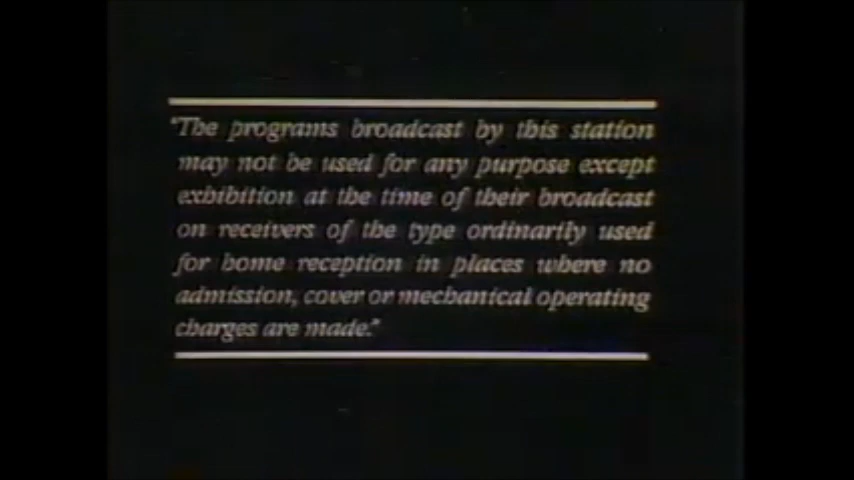 "The programs broadcast by this station
may not be used for any purpose except
exhibition at the time of their broadcast
on receivers of the type ordinarily used
for home reception in places where no
admission, cover or mechanical operating
charges are made."